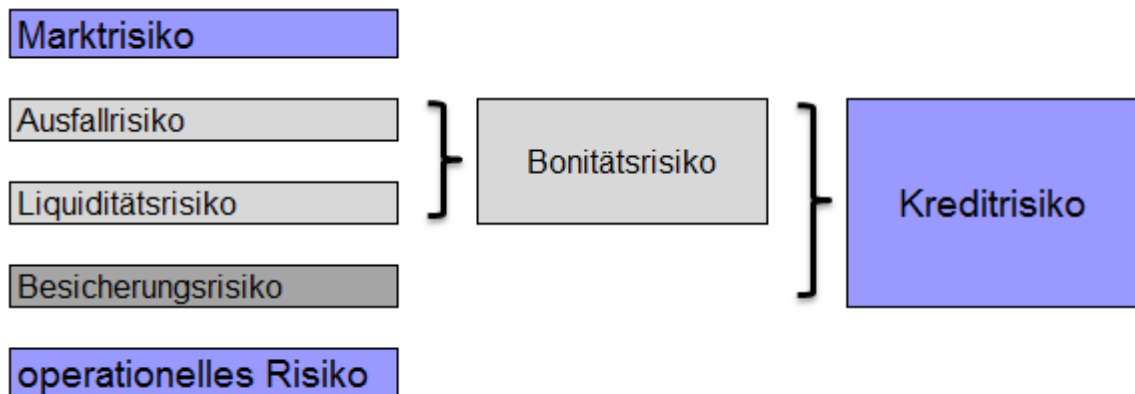 Marktrisiko
Ausfallrisiko
Liquiditätsrisiko
Bonitätsrisiko
Kreditrisiko
Besicherungsrisiko
operationelles Risiko